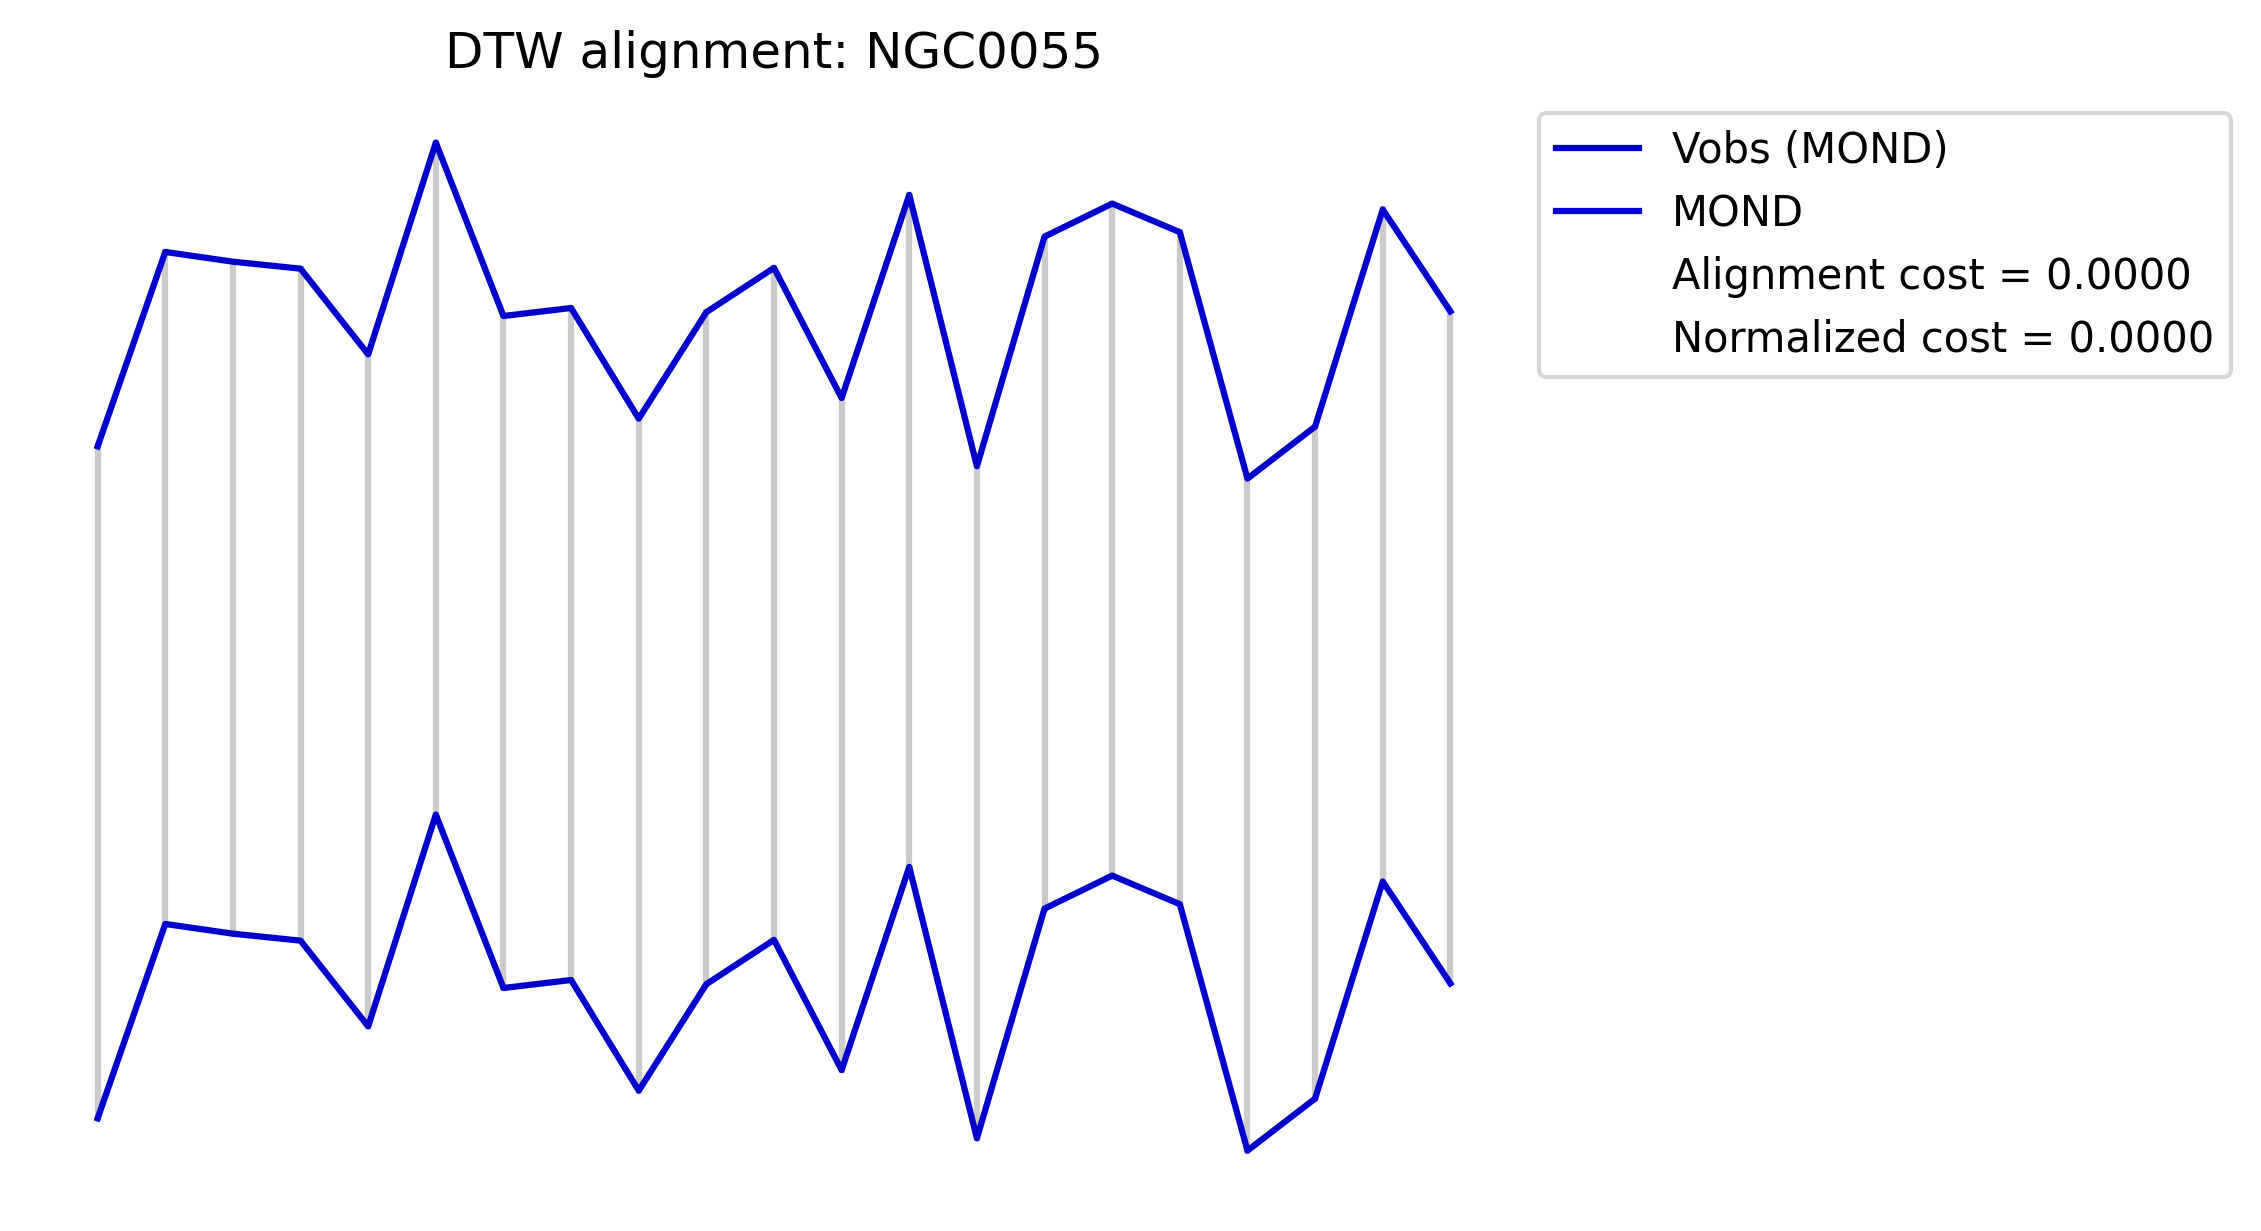 DTW alignment: NGC0055
Vobs (MOND)
MOND
Alignment cost = 0.0000
Normalized cost = 0.0000